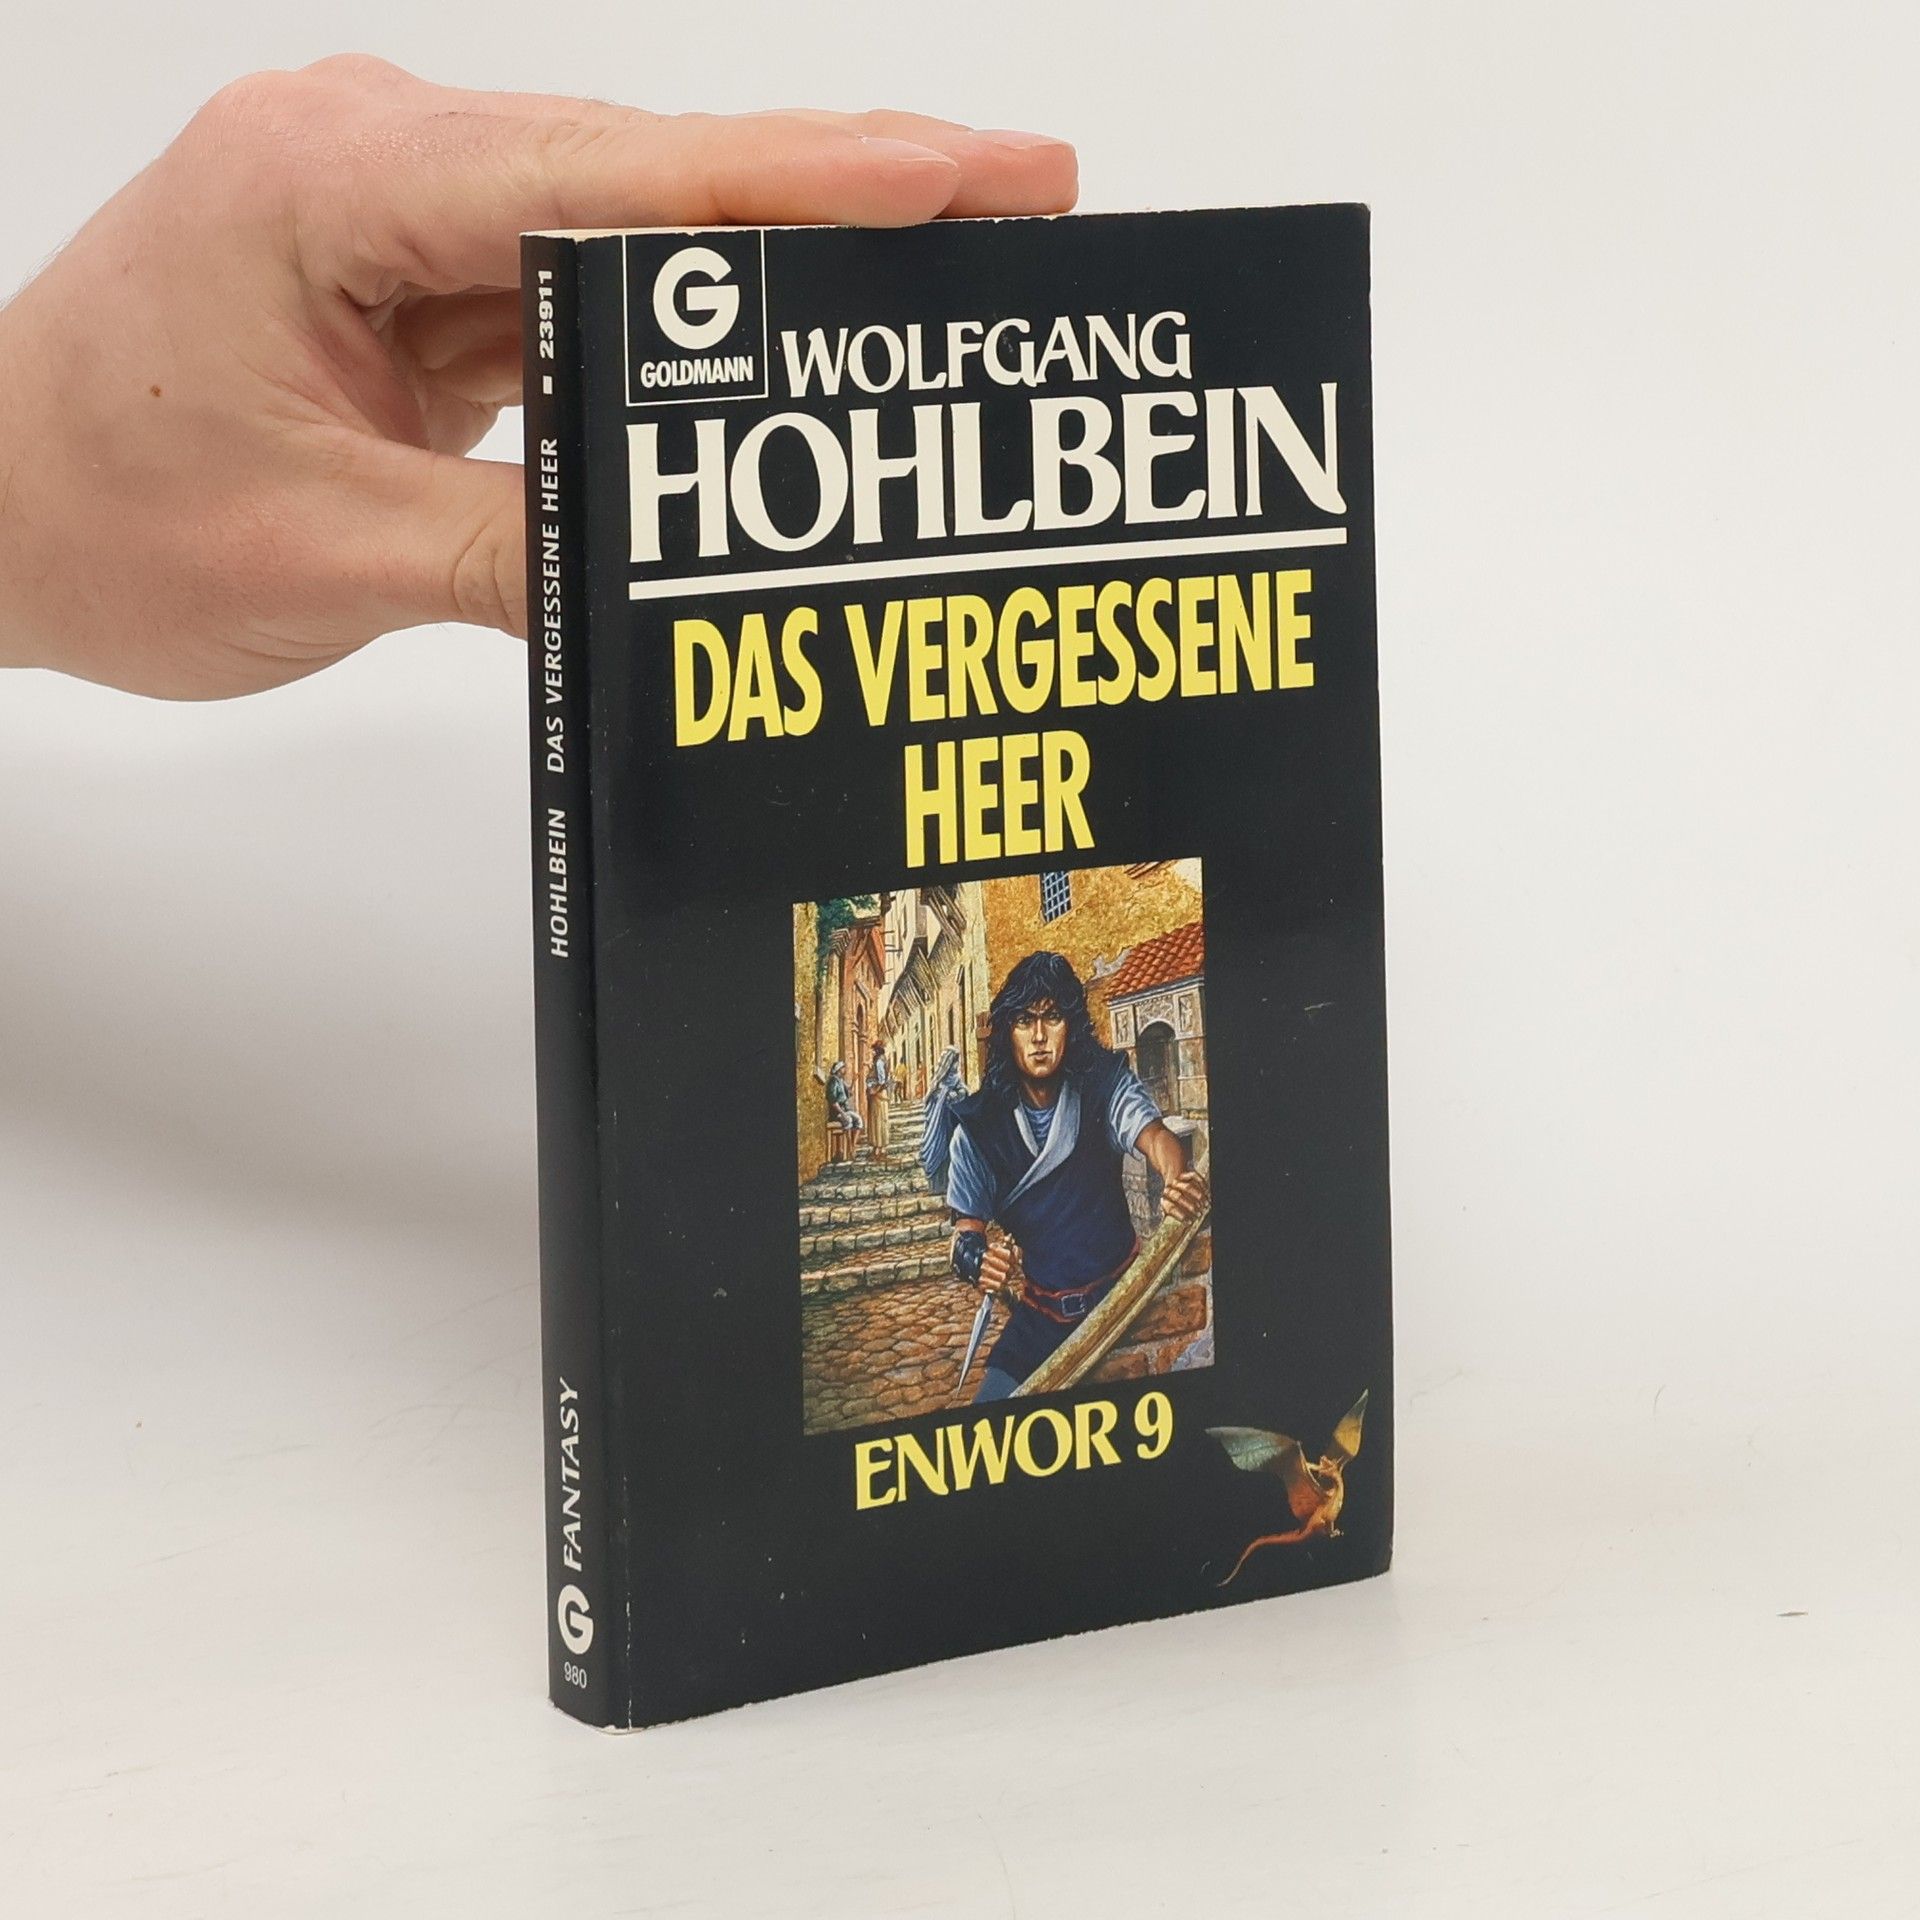 G
GOLDMANN
WOLFGANG
HOHLBEIN
DAS VERGESSENE
HEER
ENWOR 9
HOHLBEIN DAS VERGESSENE HEER ■ 23911
G FANTASY
980